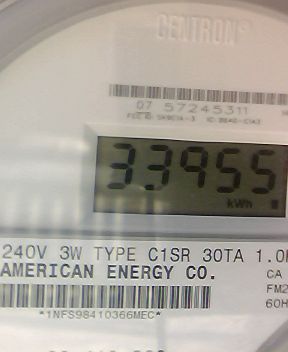 CENTRON®
07 57245311
33955
kWh
240V 3W TYPE C1SR 30TA 1.0
AMERICAN ENERGY CO.
CA
FM2
60H
*1NFS98410366MEC*